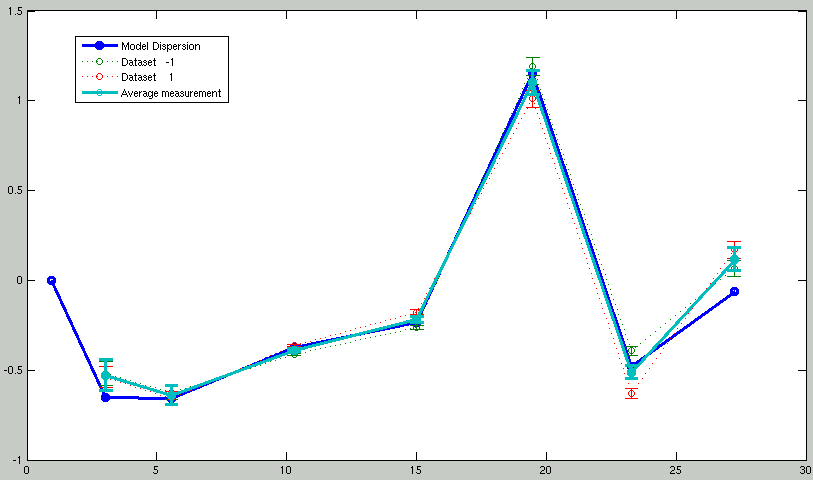 1.5
Model Dispersion
Dataset -1
Dataset 1
Average measurement
1
0.5
0
-0.5
-1
0 5 10 15 20 25 30